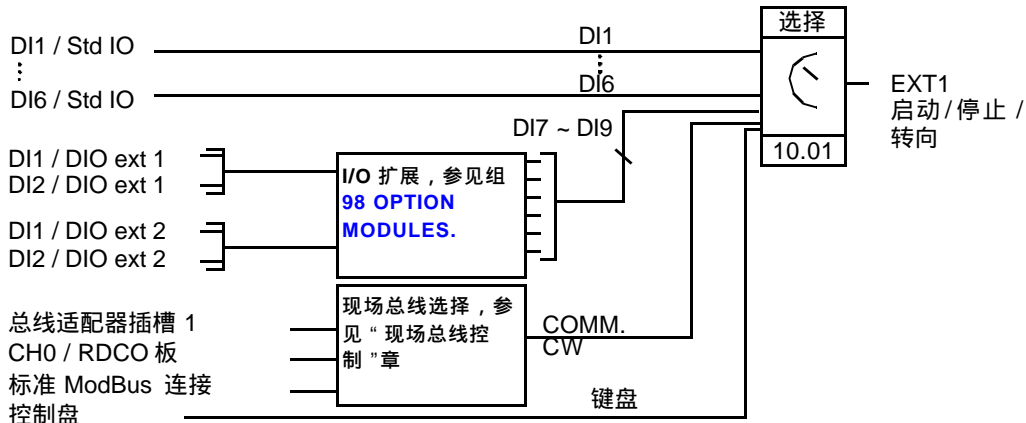 DI1 / Std IO
DI6 / Std IO
DI1 / DIO ext 1
DI2 / DIO ext 1
DI1 / DIO ext 2
DI2 / DIO ext 2
总线适配器插槽 1
CH0 / RDCO 板
标准 ModBus 连接
控制盘
I/O 扩展，参见组
98 OPTION
MODULES.
现场总线选择，参
见“现场总线控
制”章
DI1
DI6
DI7 ~ DI9
COMM.
CW
键盘
选择
10.01
EXT1
启动/停止 /
转向